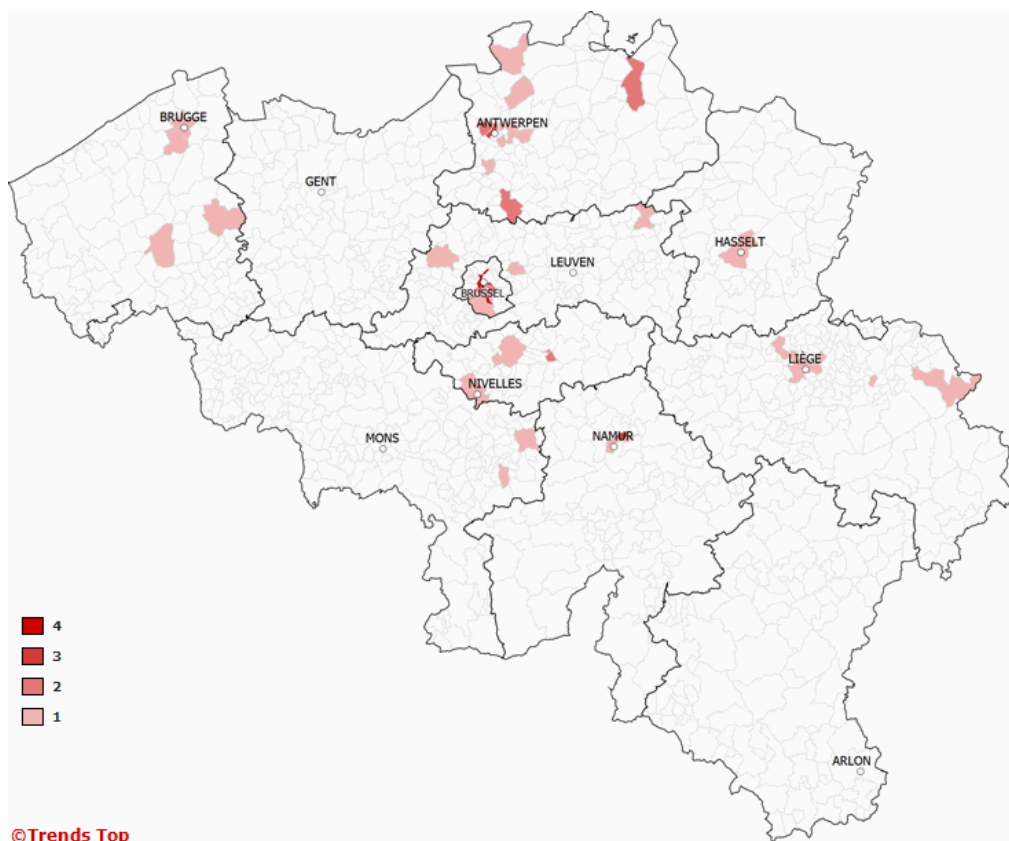 BRUGGE
ANTWERPEN
GENT
HASSELT
LEUVEN
BRUSSEL
LIÈGE
NIVELLES
MONS
NAMUR
4
3
2
1
ARLON
©Trends Top